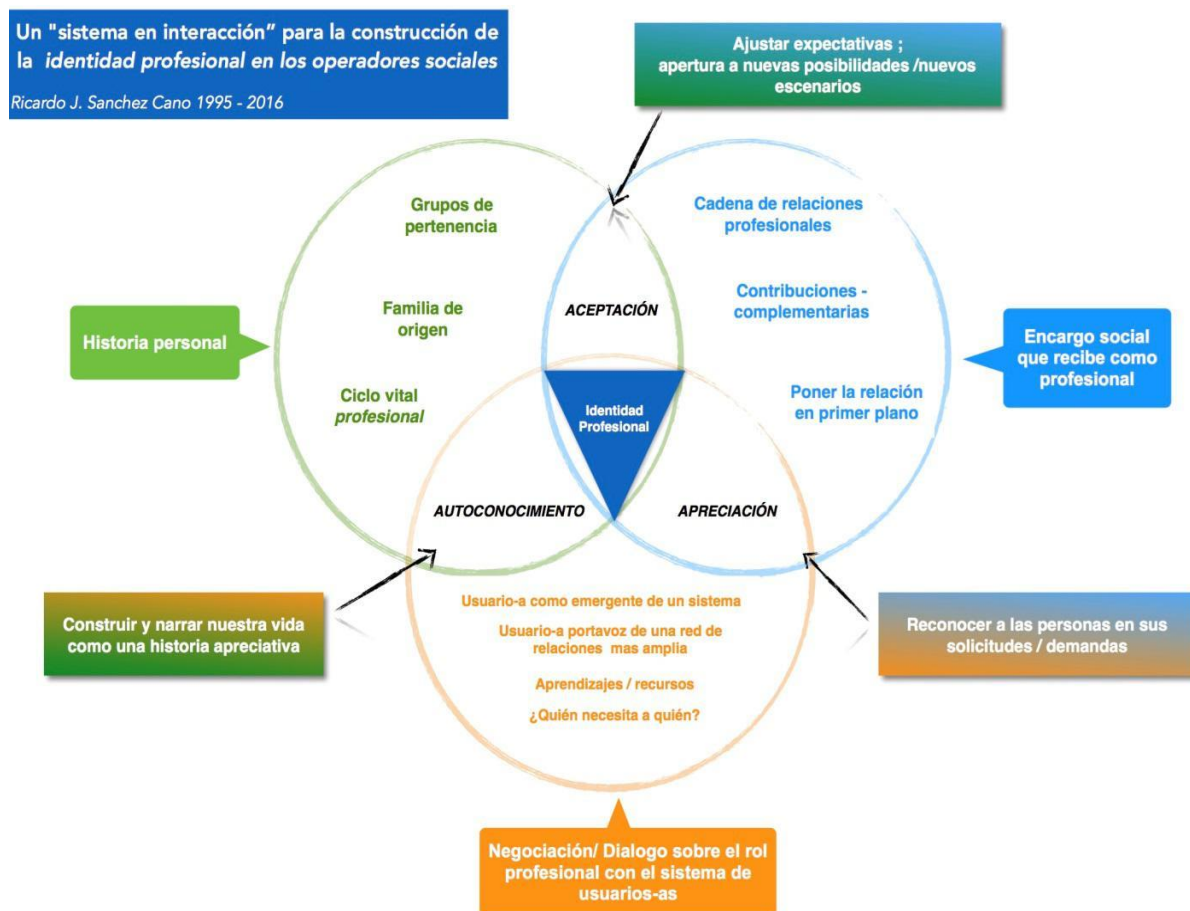 Un "sistema en interacción” para la construcción de
la identidad profesional en los operadores sociales
Ricardo J. Sanchez Cano 1995 - 2016
Ajustar expectativas ;
apertura a nuevas posibilidades /nuevos
escenarios
Grupos de
pertenencia
Familia de
origen
Ciclo vital
profesional
Historia personal
Cadena de relaciones
profesionales
Contribuciones -
complementarias
Poner la relación
en primer plano
Encargo social
que recibe como
profesional
ACEPTACIÓN
Identidad
Profesional
AUTOCONOCIMIENTO
APRECIACIÓN
Construir y narrar nuestra vida
como una historia apreciativa
Usuario-a como emergente de un sistema
Usuario-a portavoz de una red de
relaciones mas amplia
Aprendizajes / recursos
¿Quién necesita a quién?
Reconocer a las personas en sus
solicitudes / demandas
Negociación/ Dialogo sobre el rol
profesional con el sistema de
usuarios-as